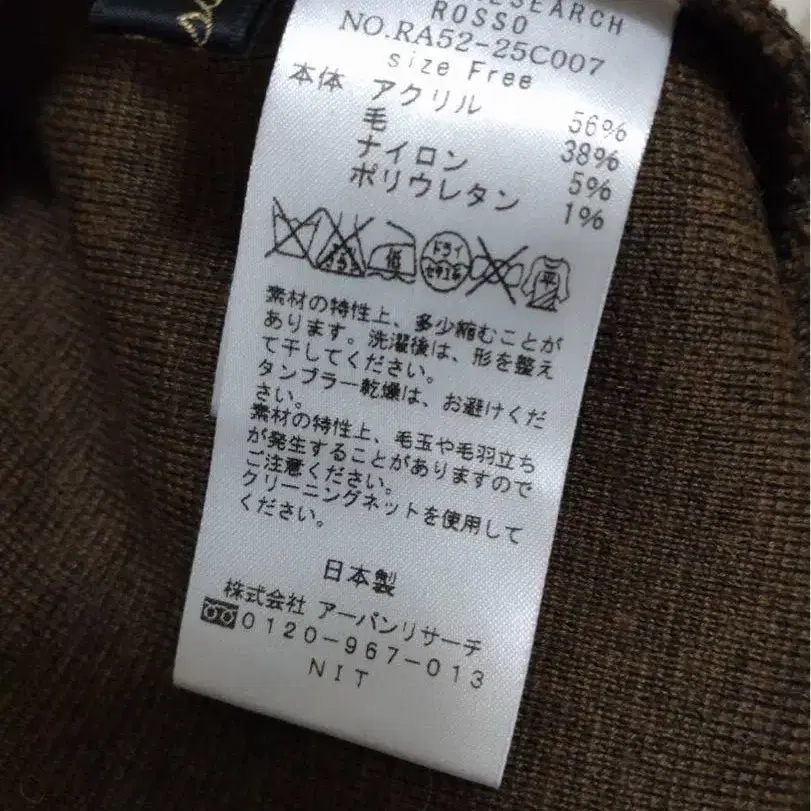 RESEARCH
ROSSO
NO.RA52-25C007
size Free
本体 アクリル 56%
毛 38%
ナイロン 5%
ポリウレタン 1%
低 ドライ セキユ系 平
素材の特性上、多少縮むことが
あります。洗濯後は、形を整え
て干してください。
タンブラー乾燥は、お避けくだ
さい。
素材の特性上、毛玉や毛羽立ち
が発生することがありますので
ご注意ください。
クリーニングネットを使用して
ください。
日本製
株式会社 アーバンリサーチ
0120-967-013
NIT